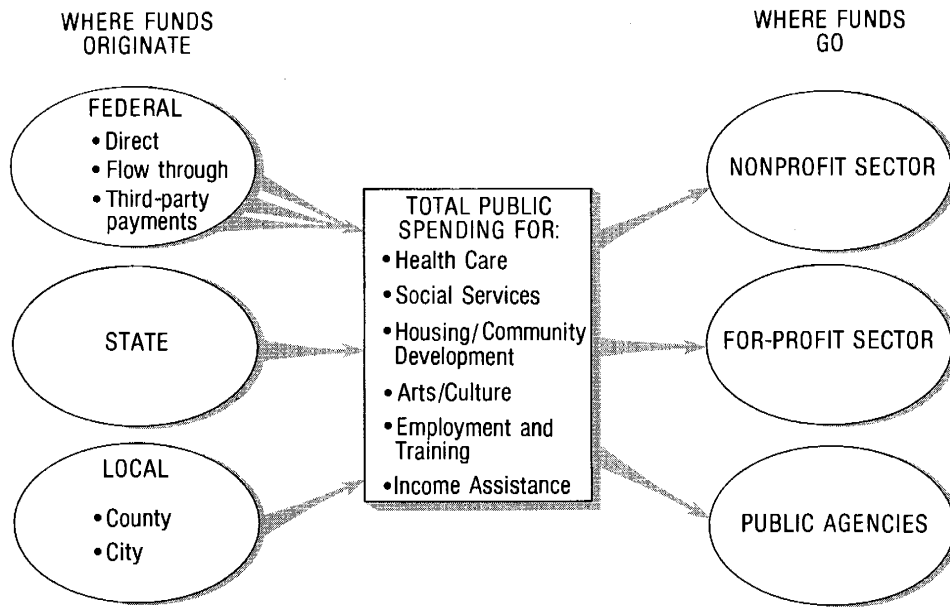 WHERE FUNDS
ORIGINATE
FEDERAL
• Direct
• Flow through
• Third-party
payments
STATE
LOCAL
• County
• City
TOTAL PUBLIC
SPENDING FOR:
• Health Care
• Social Services
• Housing/Community
Development
• Arts/Culture
• Employment and
Training
• Income Assistance
WHERE FUNDS
GO
NONPROFIT SECTOR
FOR-PROFIT SECTOR
PUBLIC AGENCIES